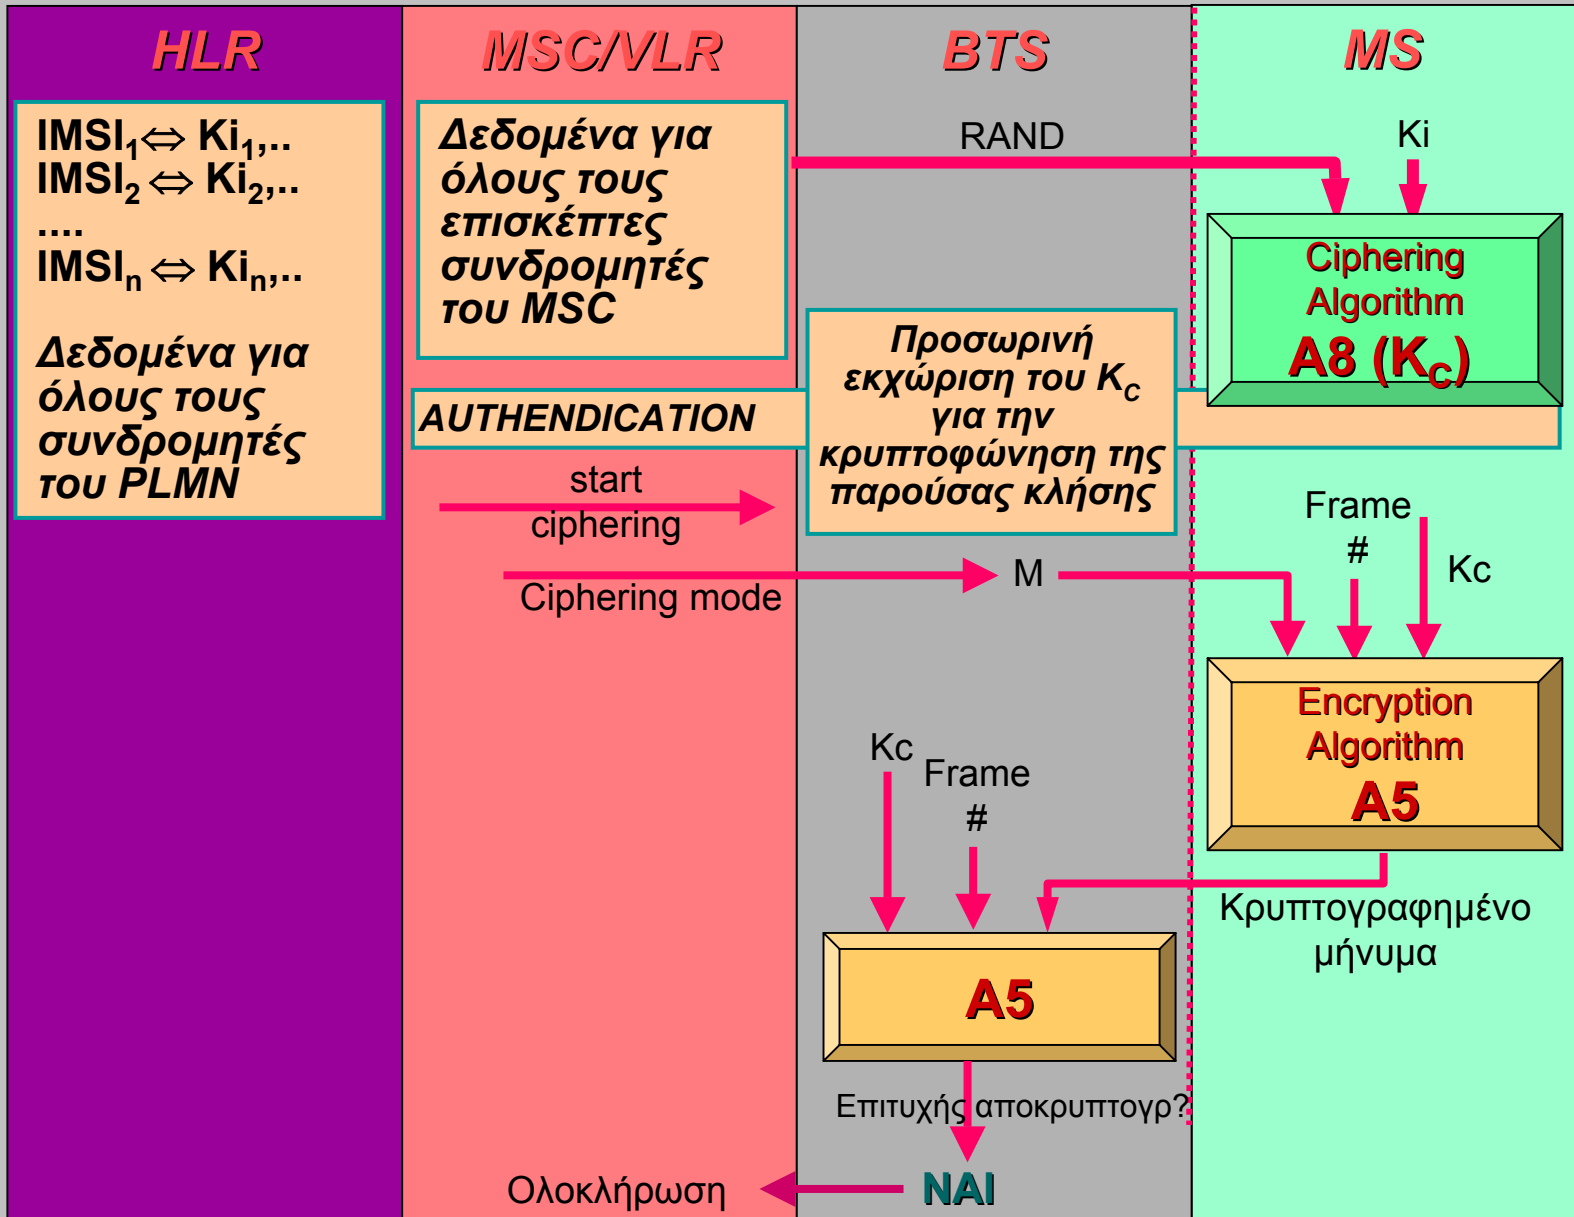 HLR
MSC/VLR
BTS
MS
IMSI₁⇔ Ki₁,..
IMSI₂ ⇔ Ki₂,..
....
IMSIₙ ⇔ Kiₙ,..
Δεδομένα για
όλους τους
συνδρομητές
του PLMN
Δεδομένα για
όλους τους
επισκέπτες
συνδρομητές
του MSC
RAND
Ki
Ciphering
Algorithm
A8 (K_C)
Προσωρινή
εκχώριση του K_C
για την
κρυπτοφώνηση της
παρούσας κλήσης
AUTHENDICATION
start
ciphering
Ciphering mode
M
Frame
#
Kc
Encryption
Algorithm
A5
Kc
Frame
#
Κρυπτογραφημένο
μήνυμα
A5
Επιτυχής αποκρυπτογρ?
ΝΑΙ
Ολοκλήρωση